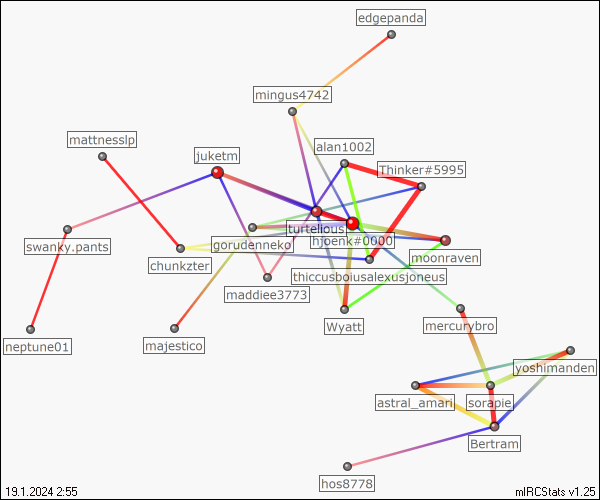 edgepanda
mingus4742
mattnesslp
alan1002
juketm
Thinker#5995
turtelious
gorudenneko
hjoenk#0000
swanky.pants
moonraven
chunkzter
thiccusboiusalexusjoneus
maddiee3773
Wyatt
mercurybro
neptune01
majestico
yoshimanden
astral_amari
sorapie
Bertram
hos8778
19.1.2024 2:55
mIRCStats v1.25